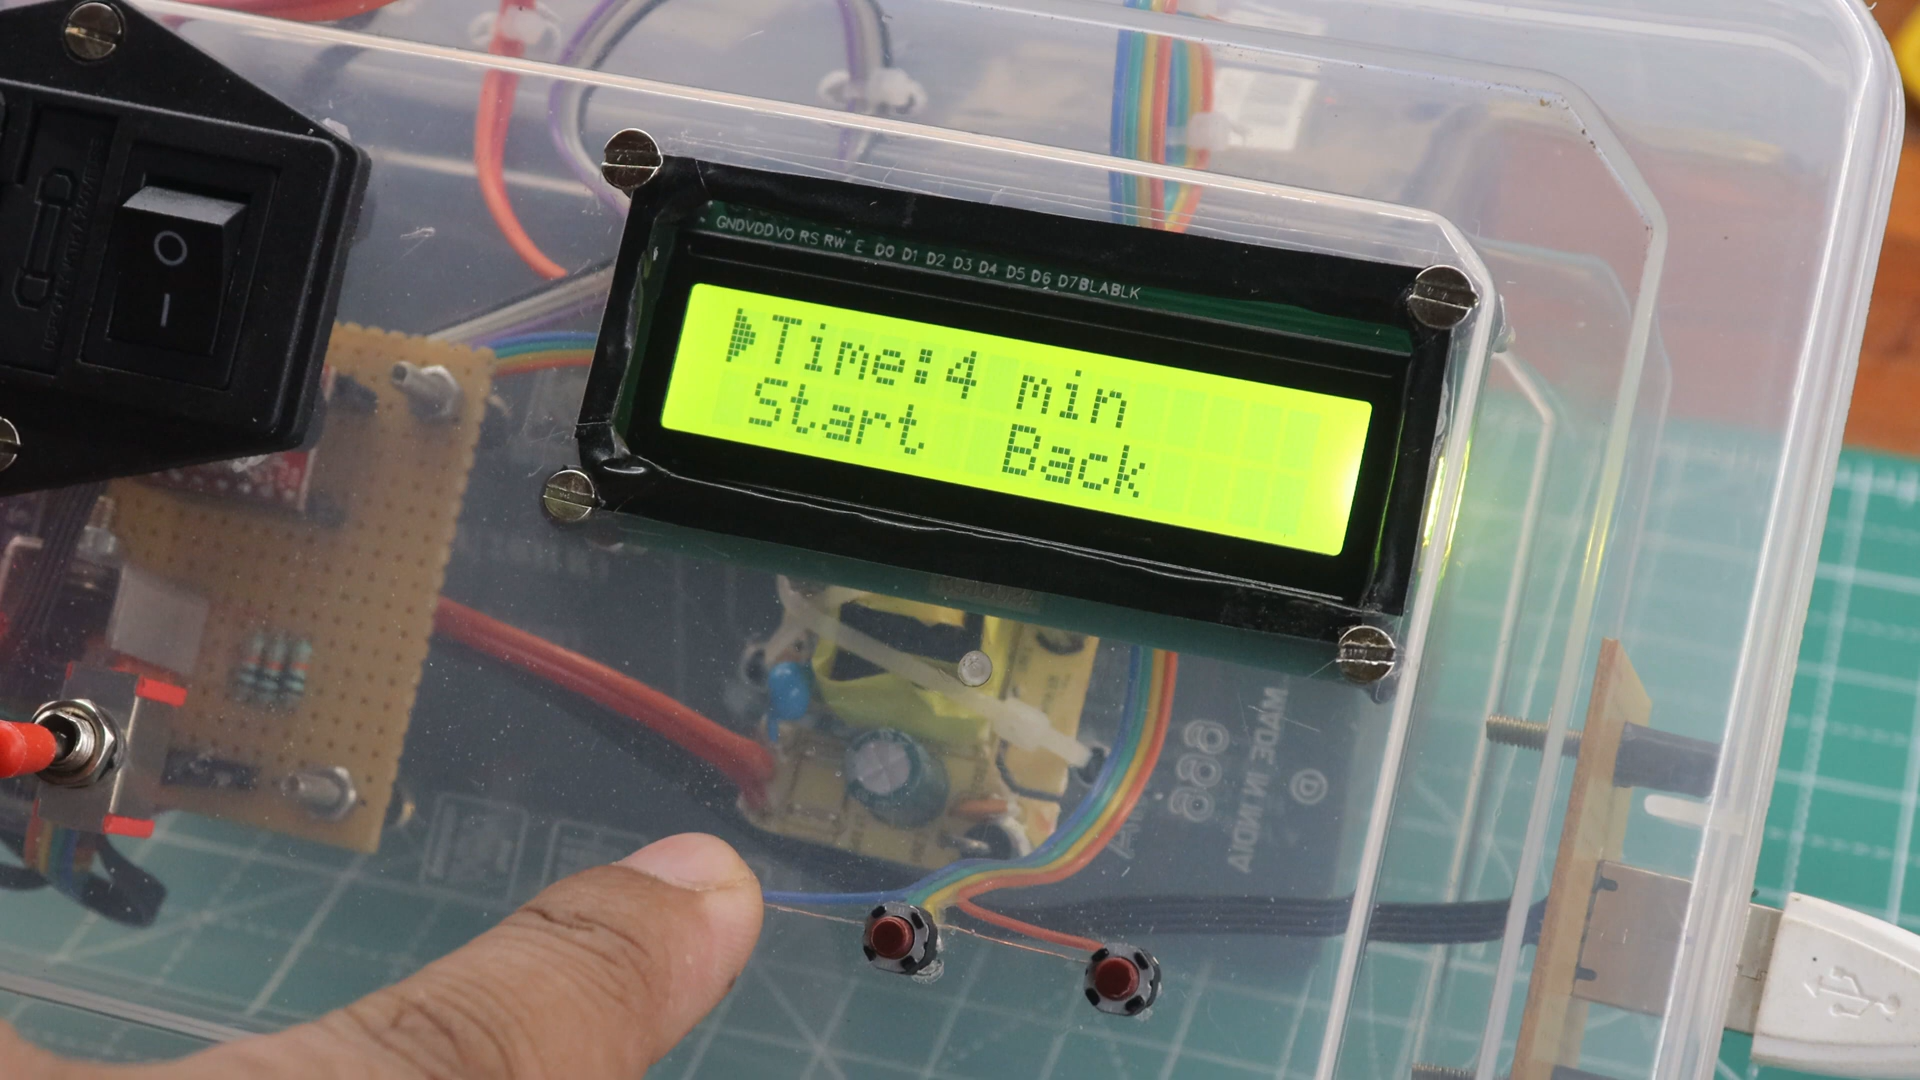 GNDVDDVO RS RW E D0 D1 D2 D3 D4 D5 D6 D7BLABLK
Time:4 min
Start Back
O
I
MADE IN INDIA